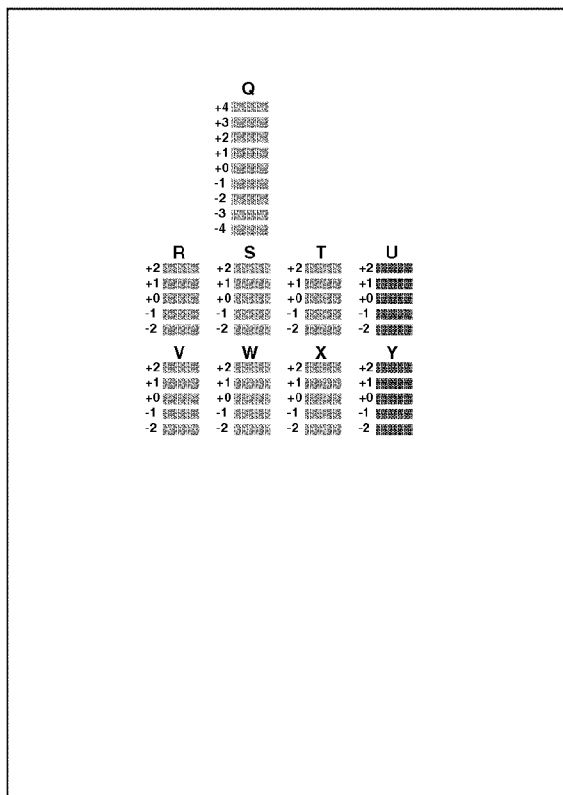 Q
+4
+3
+2
+1
+0
-1
-2
-3
-4
R S T U
+2 +2 +2 +2
+1 +1 +1 +1
+0 +0 +0 +0
-1 -1 -1 -1
-2 -2 -2 -2
V W X Y
+2 +2 +2 +2
+1 +1 +1 +1
+0 +0 +0 +0
-1 -1 -1 -1
-2 -2 -2 -2